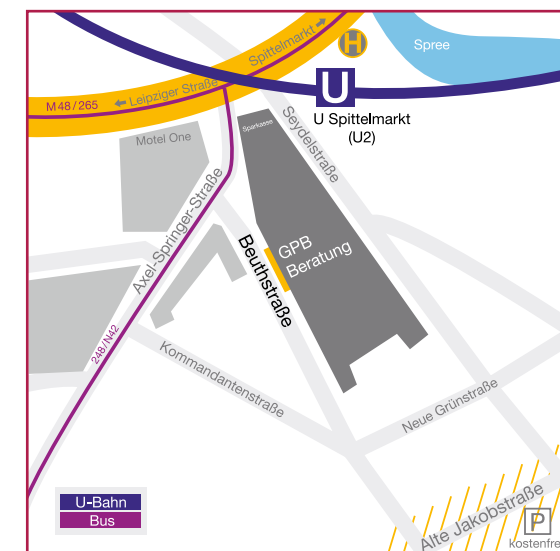 Spittelmarkt
H
Spree
M48/265
Leipziger Straße
U
U Spittelmarkt
(U2)
Motel One
Sparkasse
Seydelstraße
Axel-Springer-Straße
GPB
Beratung
Beuthstraße
248/N42
Kommandantenstraße
Neue Grünstraße
U-Bahn
Bus
Alte Jakobstraße
P
kostenfre